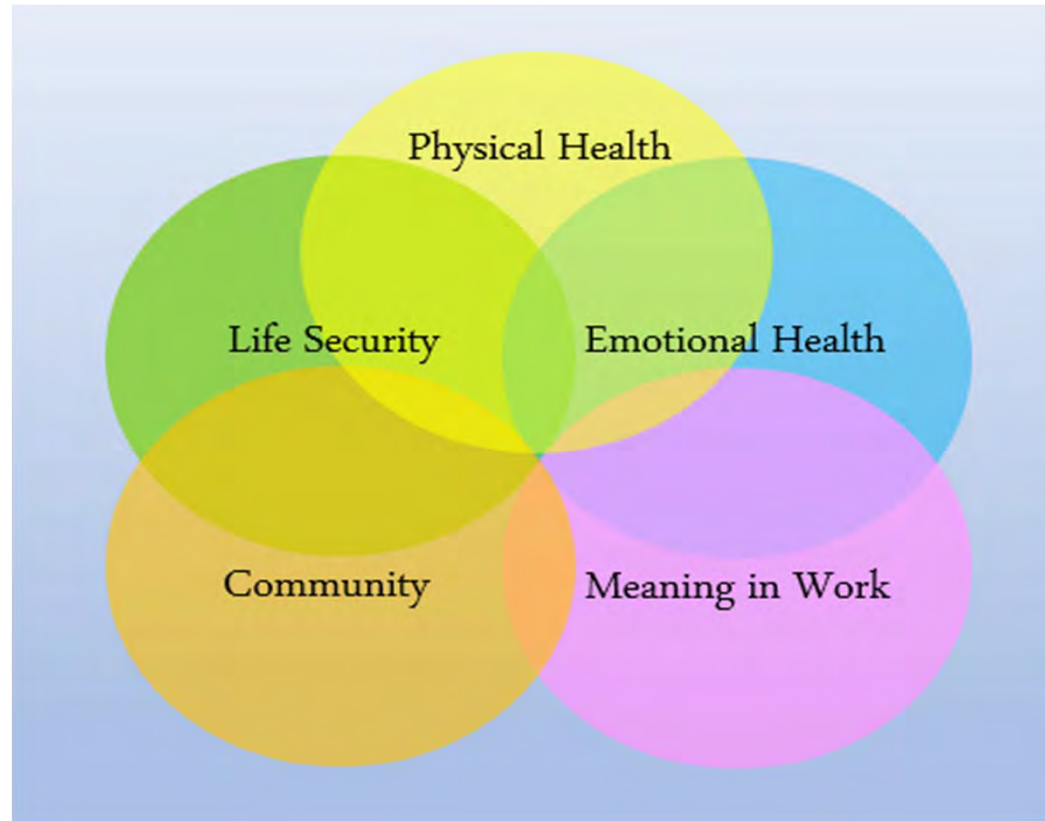 Physical Health
Life Security
Emotional Health
Community
Meaning in Work